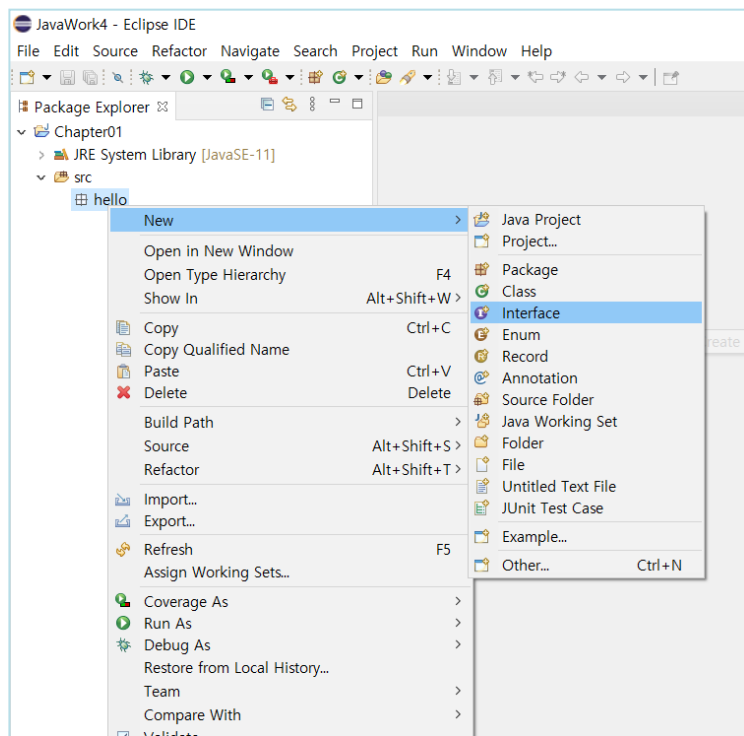 JavaWork4 - Eclipse IDE
File Edit Source Refactor Navigate Search Project Run Window Help
Package Explorer
Chapter01
JRE System Library [JavaSE-11]
src
hello
New
Open in New Window
Open Type Hierarchy F4
Show In Alt+Shift+W
Copy Ctrl+C
Copy Qualified Name
Paste Ctrl+V
Delete Delete
Build Path
Source Alt+Shift+S
Refactor Alt+Shift+T
Import...
Export...
Refresh F5
Assign Working Sets...
Coverage As
Run As
Debug As
Restore from Local History...
Team
Compare With
Validate
Java Project
Project...
Package
Class
Interface
Enum
Record
Annotation
Source Folder
Java Working Set
Folder
File
Untitled Text File
JUnit Test Case
Example...
Other... Ctrl+N
reate